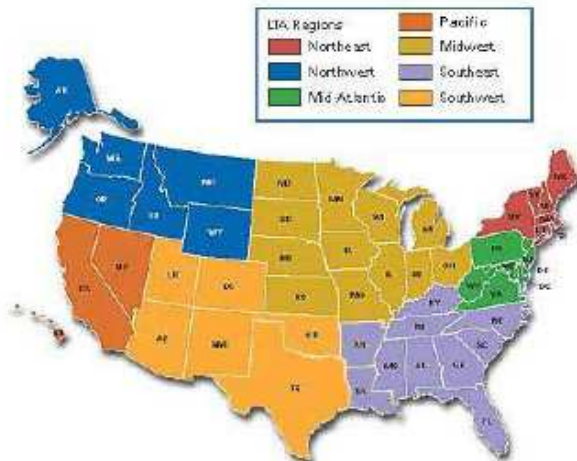 LTA Regions
Pacific
Northeast
Midwest
Northwest
Southeast
Mid-Atlantic
Southwest
AK
WA
MT
ND
MN
ME
OR
ID
SD
WI
MI
NY
WY
IA
PA
NE
IL
IN
OH
NV
UT
CO
KS
MO
KY
WV
VA
DE
DC
CA
AZ
NM
OK
AR
TN
NC
SC
MS
AL
GA
TX
LA
FL